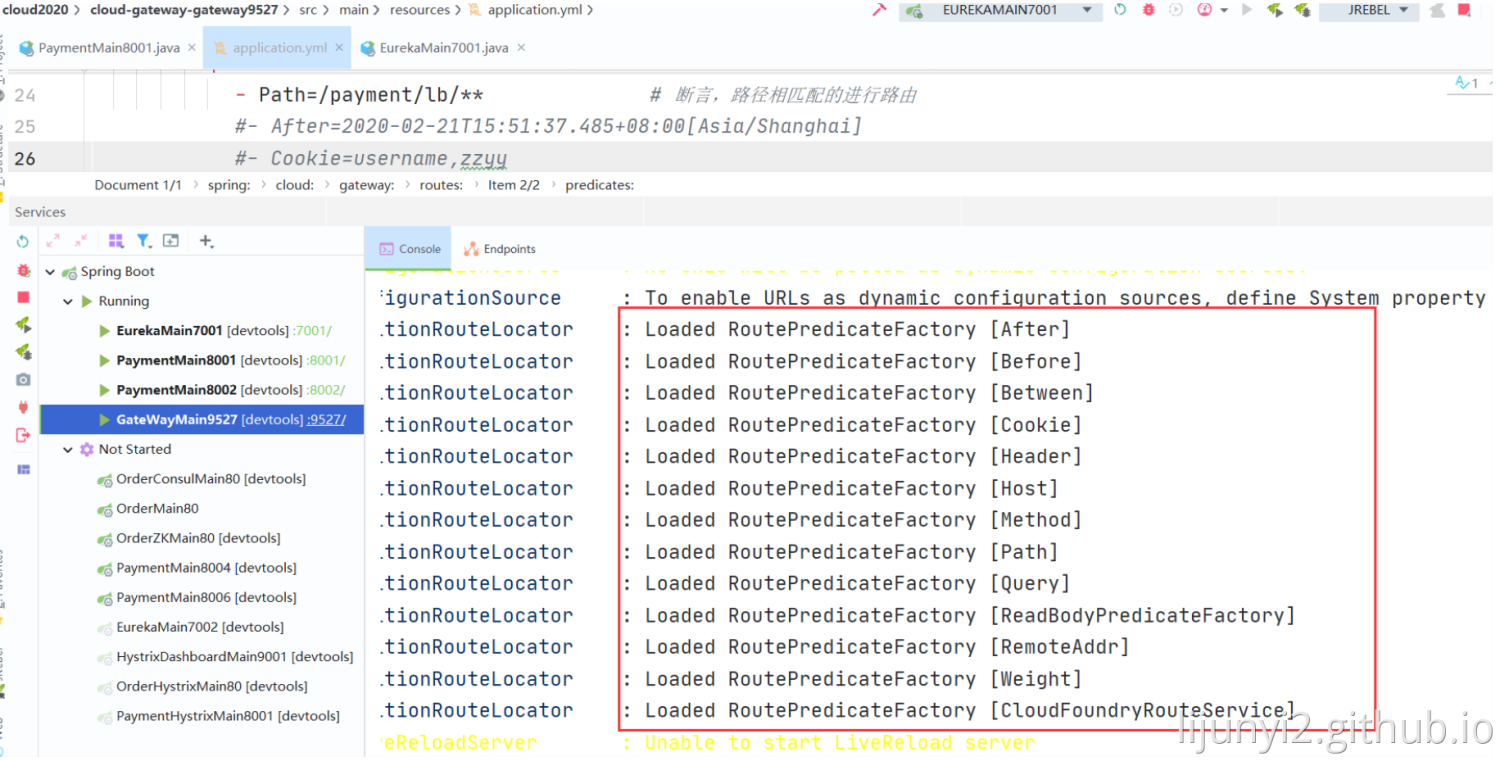 cloud2020 > cloud-gateway-gateway9527 > src > main > resources > application.yml >
EUREKAMAIN7001
JREBEL
PaymentMain8001.java
application.yml
EurekaMain7001.java
24 - Path=/payment/lb/** # 断言，路径相匹配的进行路由
25 #- After=2020-02-21T15:51:37.485+08:00[Asia/Shanghai]
26 #- Cookie=username,zzyy
1
Document 1/1 > spring: > cloud: > gateway: > routes: > Item 2/2 > predicates:
Services
Spring Boot
Running
EurekaMain7001 [devtools] :7001/
PaymentMain8001 [devtools] :8001/
PaymentMain8002 [devtools] :8002/
GateWayMain9527 [devtools] :9527/
Not Started
OrderConsulMain80 [devtools]
OrderMain80
OrderZKMain80 [devtools]
PaymentMain8004 [devtools]
PaymentMain8006 [devtools]
EurekaMain7002 [devtools]
HystrixDashboardMain9001 [devtools]
OrderHystrixMain80 [devtools]
PaymentHystrixMain8001 [devtools]
Console
Endpoints
figurationSource : To enable URLs as dynamic configuration sources, define System property
.tionRouteLocator : Loaded RoutePredicateFactory [After]
.tionRouteLocator : Loaded RoutePredicateFactory [Before]
.tionRouteLocator : Loaded RoutePredicateFactory [Between]
.tionRouteLocator : Loaded RoutePredicateFactory [Cookie]
.tionRouteLocator : Loaded RoutePredicateFactory [Header]
.tionRouteLocator : Loaded RoutePredicateFactory [Host]
.tionRouteLocator : Loaded RoutePredicateFactory [Method]
.tionRouteLocator : Loaded RoutePredicateFactory [Path]
.tionRouteLocator : Loaded RoutePredicateFactory [Query]
.tionRouteLocator : Loaded RoutePredicateFactory [ReadBodyPredicateFactory]
.tionRouteLocator : Loaded RoutePredicateFactory [RemoteAddr]
.tionRouteLocator : Loaded RoutePredicateFactory [Weight]
.tionRouteLocator : Loaded RoutePredicateFactory [CloudFoundryRouteService]
eReloadServer : Unable to start LiveReload server
lijunyi2.github.io